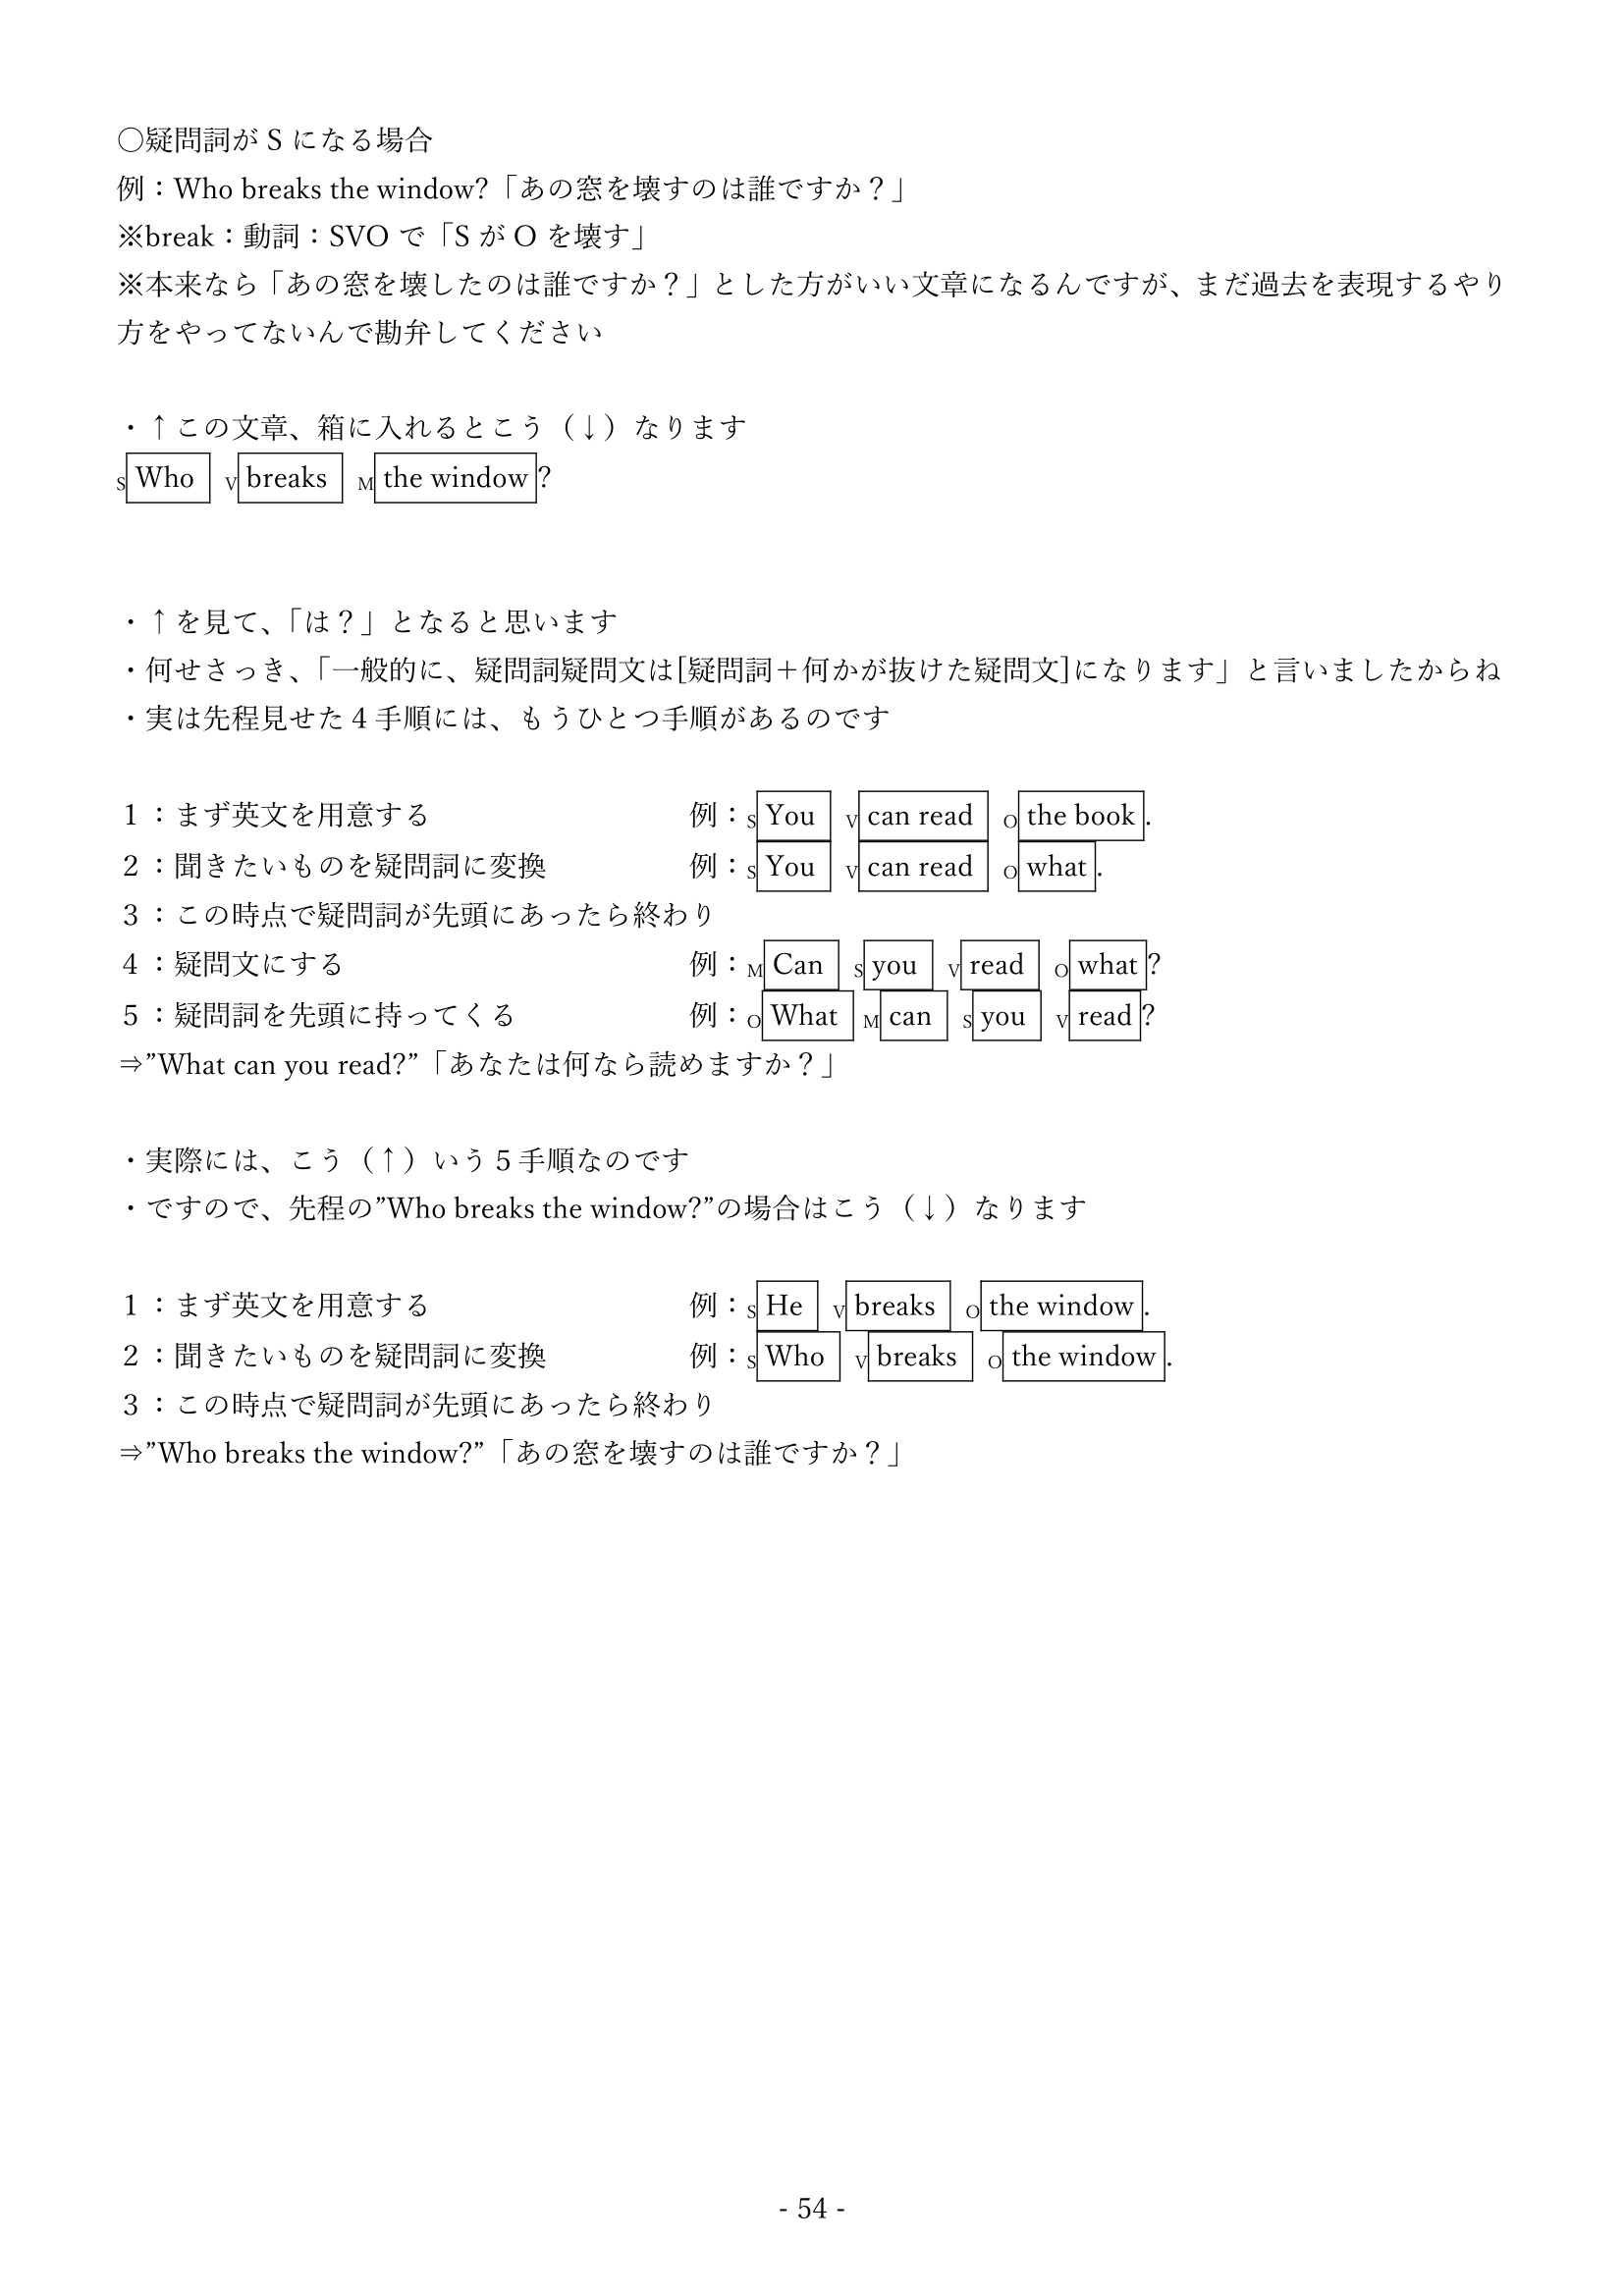 ○疑問詞が S になる場合
例：Who breaks the window?「あの窓を壊すのは誰ですか？」
※break：動詞：SVO で「S が O を壊す」
※本来なら「あの窓を壊したのは誰ですか？」とした方がいい文章になるんですが、まだ過去を表現するやり
方をやってないんで勘弁してください
・↑この文章、箱に入れるとこう（↓）なります
S Who V breaks M the window?
・↑を見て、「は？」となると思います
・何せさっき、「一般的に、疑問詞疑問文は[疑問詞＋何かが抜けた疑問文]になります」と言いましたからね
・実は先程見せた４手順には、もうひとつ手順があるのです
１：まず英文を用意する 例：S You V can read O the book.
２：聞きたいものを疑問詞に変換 例：S You V can read O what.
３：この時点で疑問詞が先頭にあったら終わり
４：疑問文にする 例：M Can S you V read O what?
５：疑問詞を先頭に持ってくる 例：O What M can S you V read?
⇒”What can you read?”「あなたは何なら読めますか？」
・実際には、こう（↑）いう５手順なのです
・ですので、先程の”Who breaks the window?”の場合はこう（↓）なります
１：まず英文を用意する 例：S He V breaks O the window.
２：聞きたいものを疑問詞に変換 例：S Who V breaks O the window.
３：この時点で疑問詞が先頭にあったら終わり
⇒”Who breaks the window?”「あの窓を壊すのは誰ですか？」
- 54 -